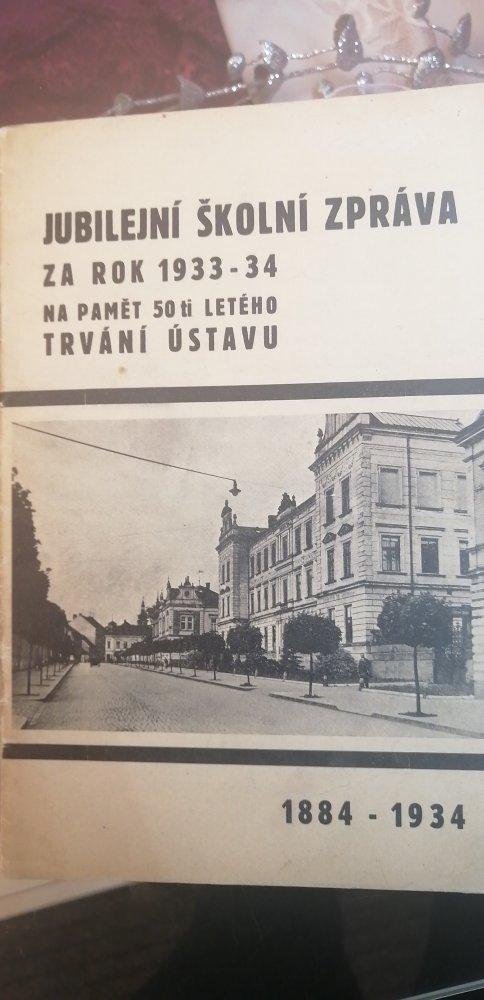 JUBILEJNÍ ŠKOLNÍ ZPRÁVA
ZA ROK 1933-34
NA PAMĚT 50ti LETÉHO
TRVÁNÍ ÚSTAVU
1884 - 1934